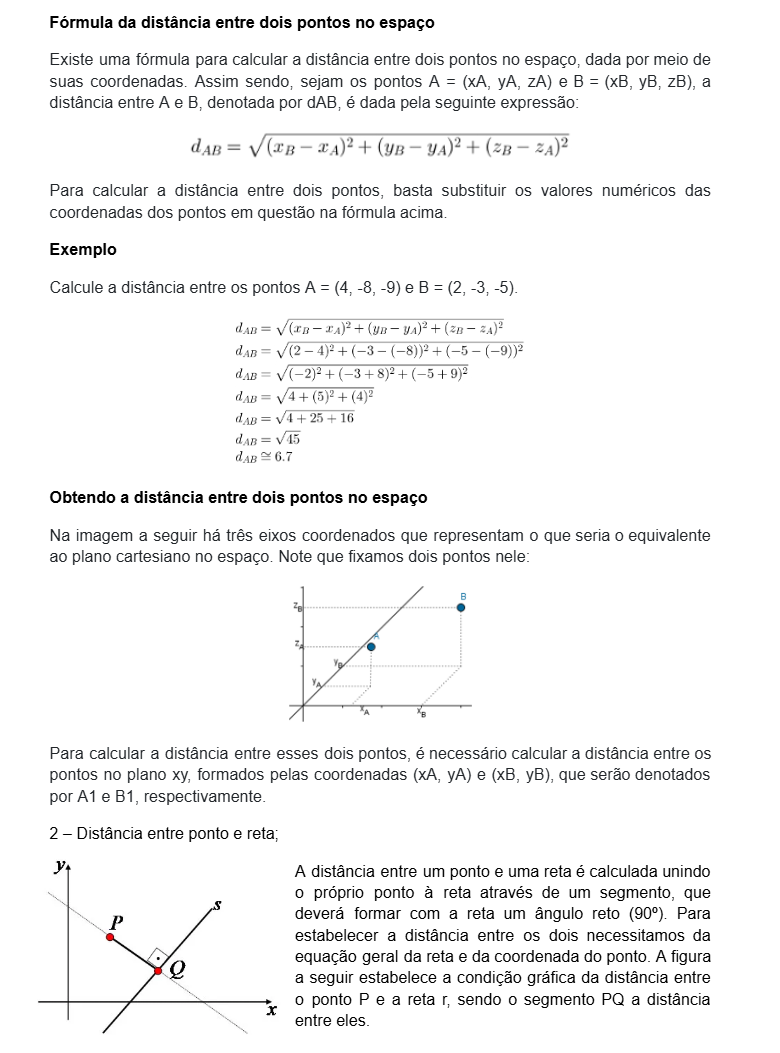 Fórmula da distância entre dois pontos no espaço
Existe uma fórmula para calcular a distância entre dois pontos no espaço, dada por meio de
suas coordenadas. Assim sendo, sejam os pontos A = (xA, yA, zA) e B = (xB, yB, zB), a
distância entre A e B, denotada por dAB, é dada pela seguinte expressão:
d_{AB} = √((x_B − x_A)² + (y_B − y_A)² + (z_B − z_A)²)
Para calcular a distância entre dois pontos, basta substituir os valores numéricos das
coordenadas dos pontos em questão na fórmula acima.
Exemplo
Calcule a distância entre os pontos A = (4, -8, -9) e B = (2, -3, -5).
d_{AB} = √((x_B − x_A)² + (y_B − y_A)² + (z_B − z_A)²)
d_{AB} = √((2 − 4)² + (−3 − (−8))² + (−5 − (−9))²)
d_{AB} = √((−2)² + (−3 + 8)² + (−5 + 9)²)
d_{AB} = √(4 + (5)² + (4)²)
d_{AB} = √(4 + 25 + 16)
d_{AB} = √45
d_{AB} ≅ 6.7
Obtendo a distância entre dois pontos no espaço
Na imagem a seguir há três eixos coordenados que representam o que seria o equivalente
ao plano cartesiano no espaço. Note que fixamos dois pontos nele:
B
z_B
A
z_A
y_B
y_A
x_A
x_B
Para calcular a distância entre esses dois pontos, é necessário calcular a distância entre os
pontos no plano xy, formados pelas coordenadas (xA, yA) e (xB, yB), que serão denotados
por A1 e B1, respectivamente.
2 – Distância entre ponto e reta;
y
s
P
Q
x
A distância entre um ponto e uma reta é calculada unindo
o próprio ponto à reta através de um segmento, que
deverá formar com a reta um ângulo reto (90º). Para
estabelecer a distância entre os dois necessitamos da
equação geral da reta e da coordenada do ponto. A figura
a seguir estabelece a condição gráfica da distância entre
o ponto P e a reta r, sendo o segmento PQ a distância
entre eles.